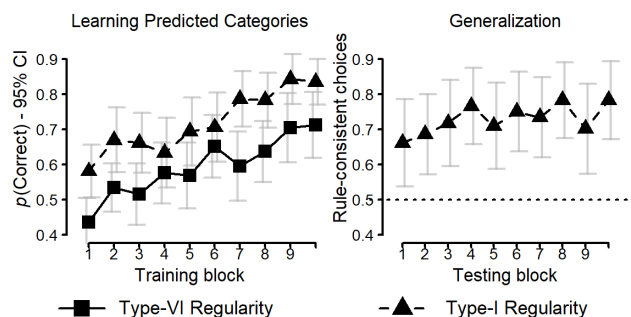 Learning Predicted Categories
Generalization
p(Correct) - 95% CI
0.9
0.8
0.7
0.6
0.5
0.4
1 2 3 4 5 6 7 8 9
Training block
Rule-consistent choices
0.9
0.8
0.7
0.6
0.5
0.4
1 2 3 4 5 6 7 8 9
Testing block
Type-VI Regularity
Type-I Regularity